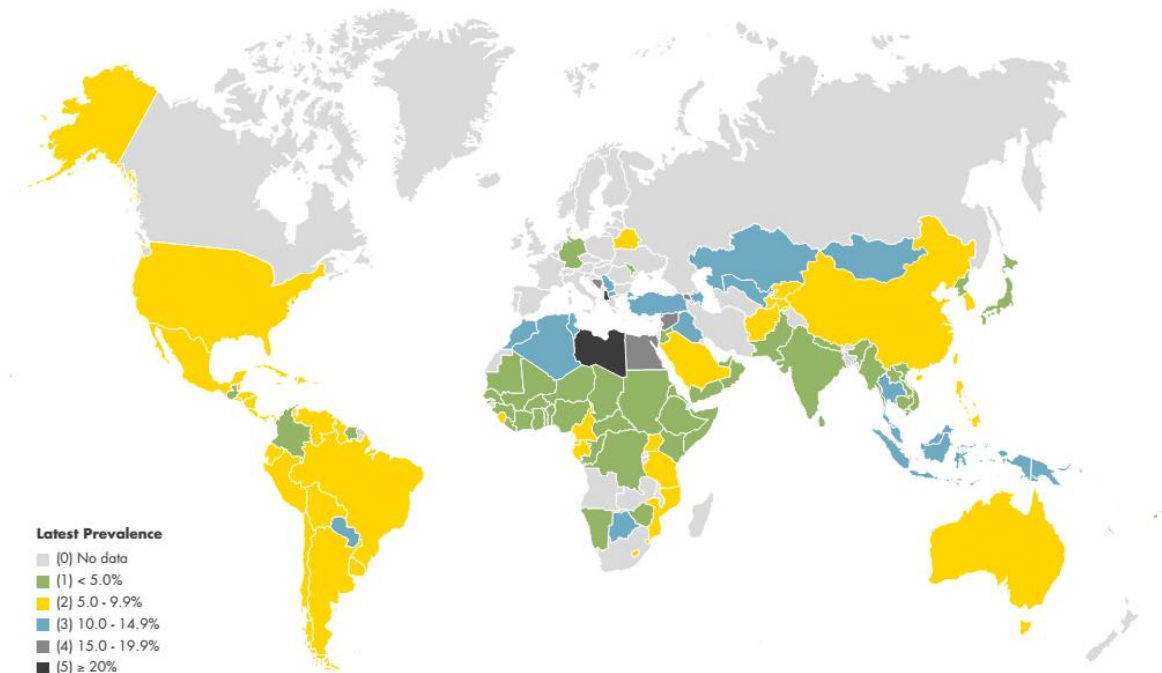 Latest Prevalence
(0) No data
(1) < 5.0%
(2) 5.0 - 9.9%
(3) 10.0 - 14.9%
(4) 15.0 - 19.9%
(5) ≥ 20%